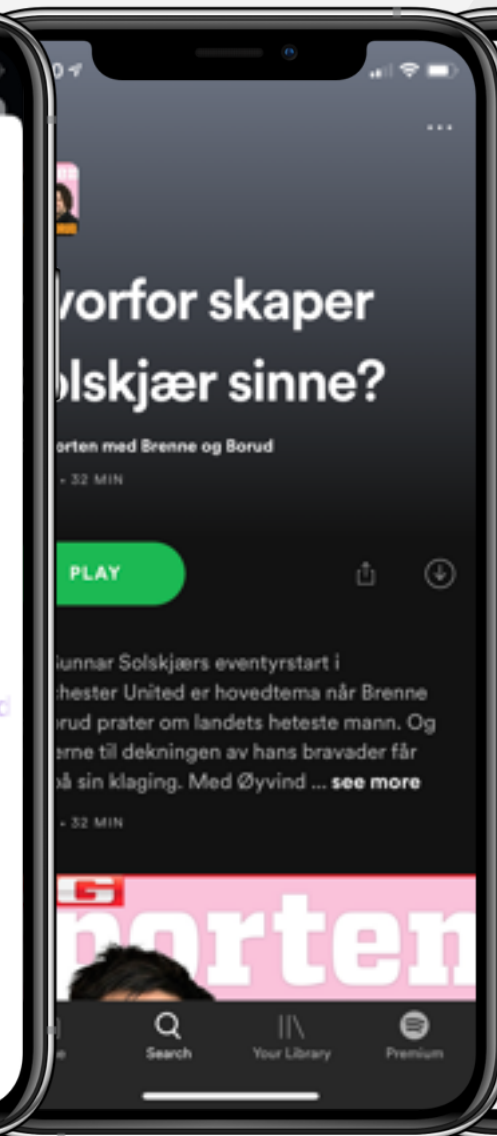 0
...
vorfor skaper
olskjær sinne?
orten med Brenne og Borud
• 32 MIN
PLAY
Gunnar Solskjærs eventyrstart i
chester United er hovedtema når Brenne
orud prater om landets heteste mann. Og
erne til dekningen av hans bravader får
på sin klaging. Med Øyvind ... see more
• 32 MIN
G
porten
e
Search
Your Library
Premium